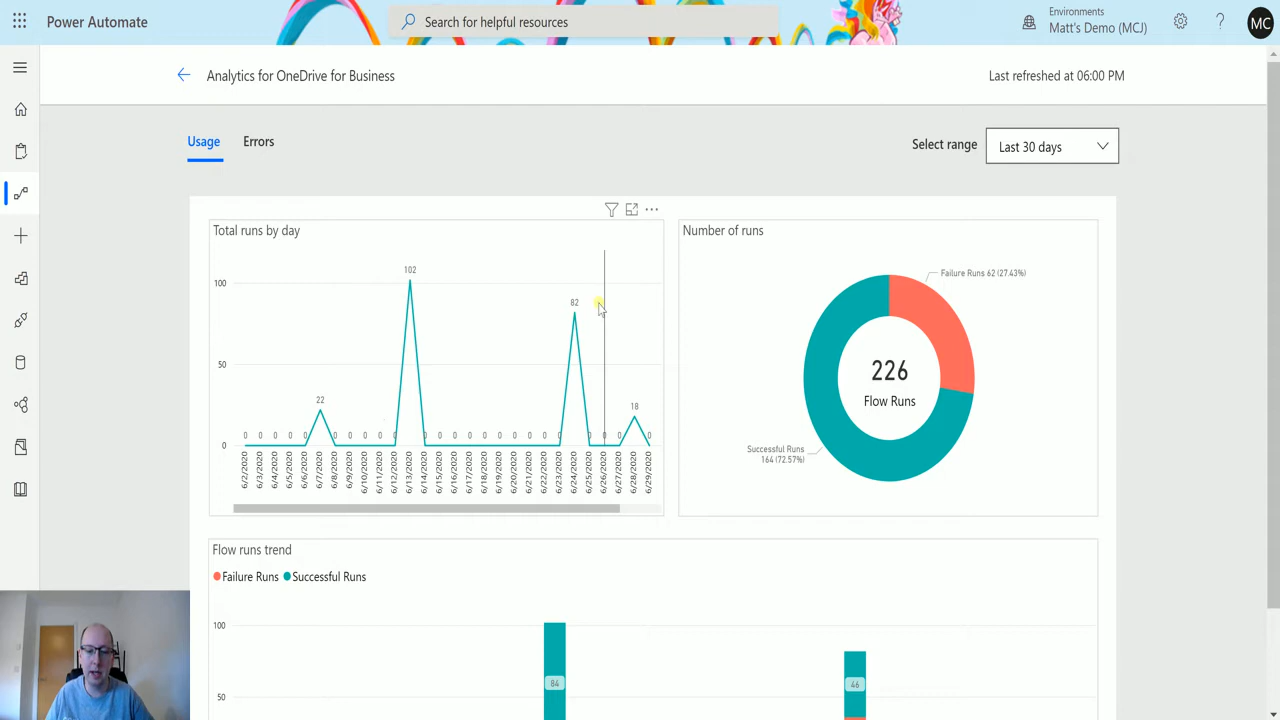 Power Automate
Search for helpful resources
Environments
Matt's Demo (MCJ)
?
MC
Analytics for OneDrive for Business
Last refreshed at 06:00 PM
Usage
Errors
Select range
Last 30 days
Total runs by day
100
50
0
22
102
82
18
0 0 0 0 0 0 0 0 0 0 0 0 0 0 0 0 0 0 0 0 0 0 0 0
6/2/2020
6/3/2020
6/4/2020
6/5/2020
6/6/2020
6/7/2020
6/8/2020
6/9/2020
6/10/2020
6/11/2020
6/12/2020
6/13/2020
6/14/2020
6/15/2020
6/16/2020
6/17/2020
6/18/2020
6/19/2020
6/20/2020
6/21/2020
6/22/2020
6/23/2020
6/24/2020
6/25/2020
6/26/2020
6/27/2020
6/28/2020
6/29/2020
Number of runs
Failure Runs 62 (27.43%)
226
Flow Runs
Successful Runs
164 (72.57%)
Flow runs trend
Failure Runs
Successful Runs
100
50
84
46